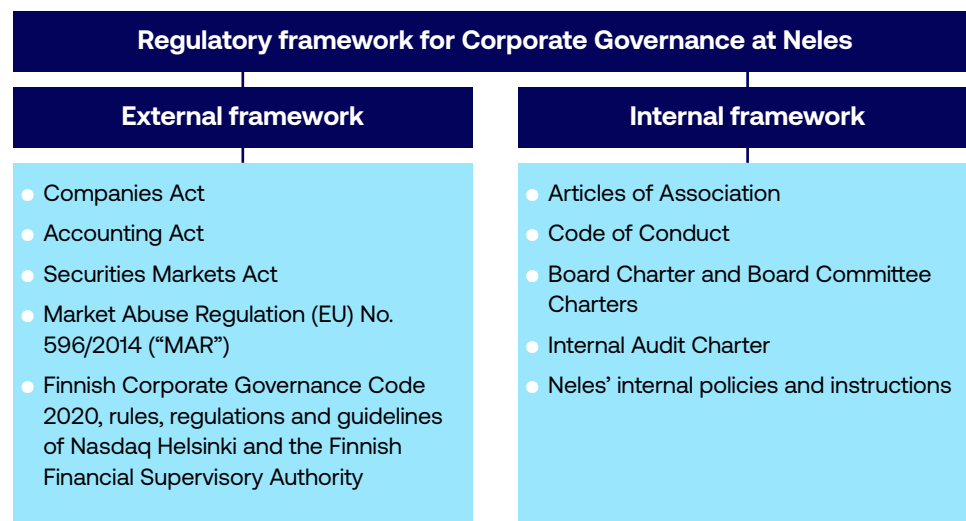 Regulatory framework for Corporate Governance at Neles
External framework
Companies Act
Accounting Act
Securities Markets Act
Market Abuse Regulation (EU) No.
596/2014 (“MAR”)
Finnish Corporate Governance Code
2020, rules, regulations and guidelines
of Nasdaq Helsinki and the Finnish
Financial Supervisory Authority
Internal framework
Articles of Association
Code of Conduct
Board Charter and Board Committee
Charters
Internal Audit Charter
Neles’ internal policies and instructions